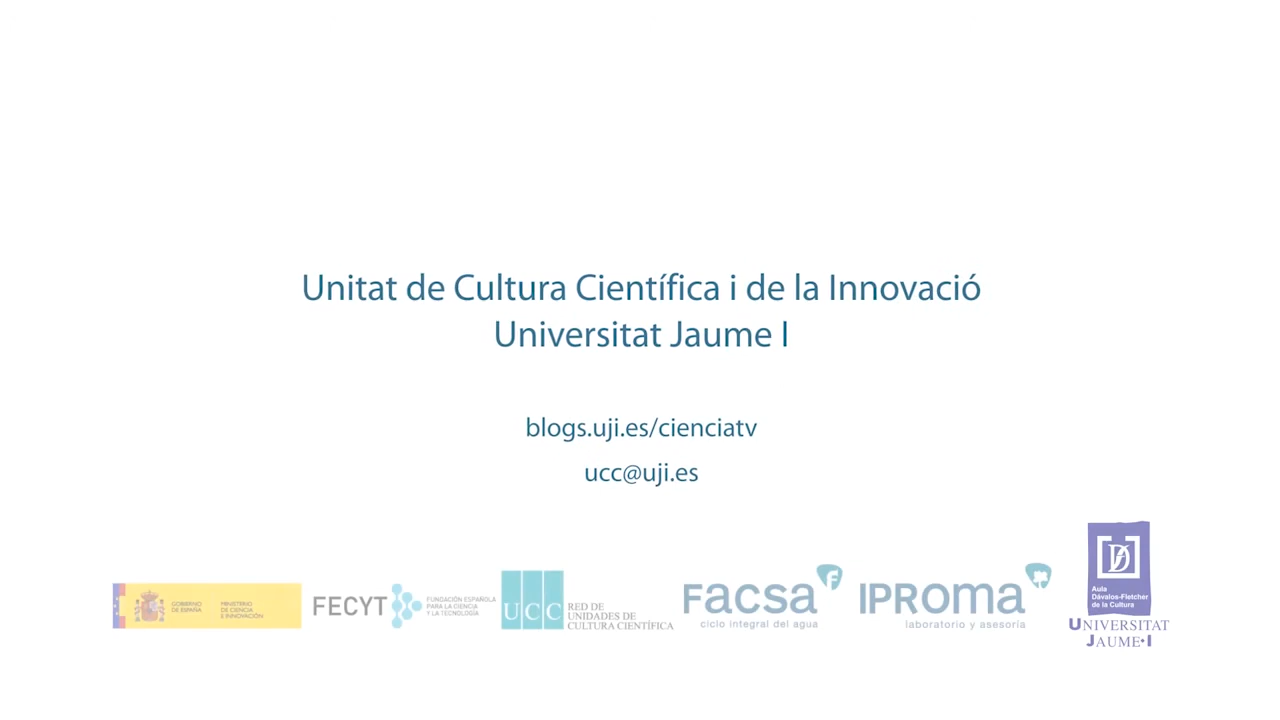 Unitat de Cultura Científica i de la Innovació
Universitat Jaume I
blogs.uji.es/cienciatv
ucc@uji.es
GOBIERNO
DE ESPAÑA
MINISTERIO
DE CIENCIA
E INNOVACIÓN
FECYT
FUNDACIÓN ESPAÑOLA
PARA LA CIENCIA
Y LA TECNOLOGÍA
UCC
RED DE
UNIDADES DE
CULTURA CIENTÍFICA
FACSA
ciclo integral del agua
IPROMA
laboratorio y asesoría
Aula
Dávalos-Fletcher
de la Cultura
UNIVERSITAT
JAUME·I